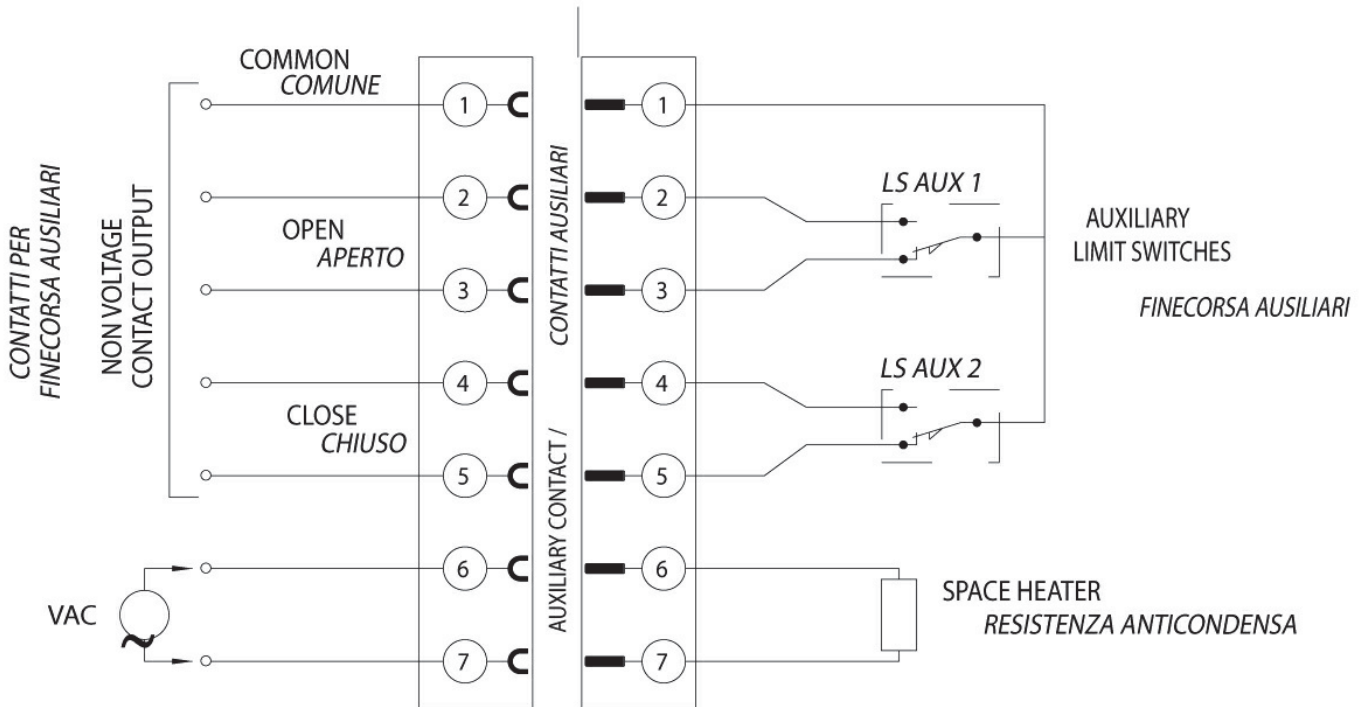 COMMON
COMUNE
OPEN
APERTO
CLOSE
CHIUSO
CONTATTI PER
FINECORSA AUSILIARI
NON VOLTAGE
CONTACT OUTPUT
VAC
1
2
3
4
5
6
7
AUXILIARY CONTACT / CONTATTI AUSILIARI
1
2
3
4
5
6
7
LS AUX 1
LS AUX 2
AUXILIARY
LIMIT SWITCHES
FINECORSA AUSILIARI
SPACE HEATER
RESISTENZA ANTICONDENSA